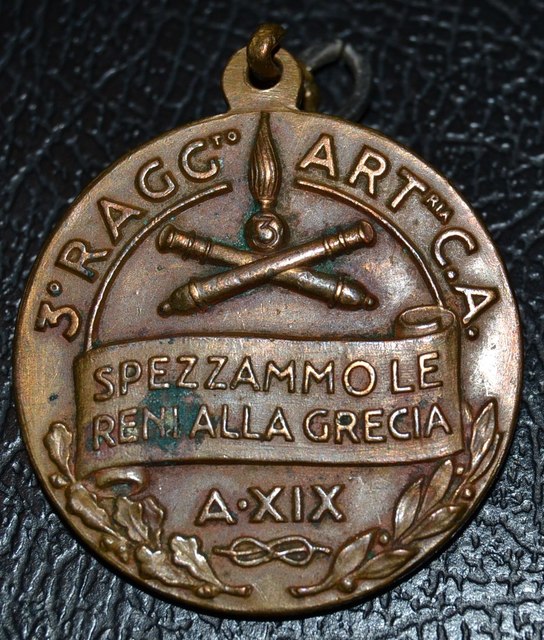 3° RAGG.TO ART.RIA C.A.
3
SPEZZAMMO LE
RENI ALLA GRECIA
A·XIX